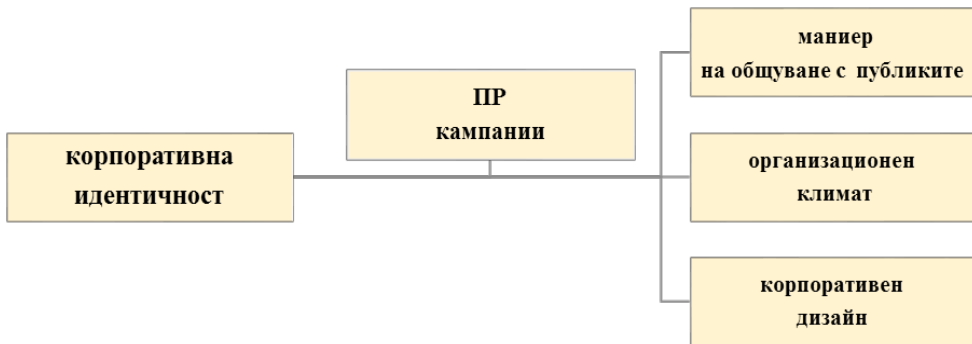 корпоративна
идентичност
ПР
кампании
маниер
на общуване с публиките
организационен
климат
корпоративен
дизайн